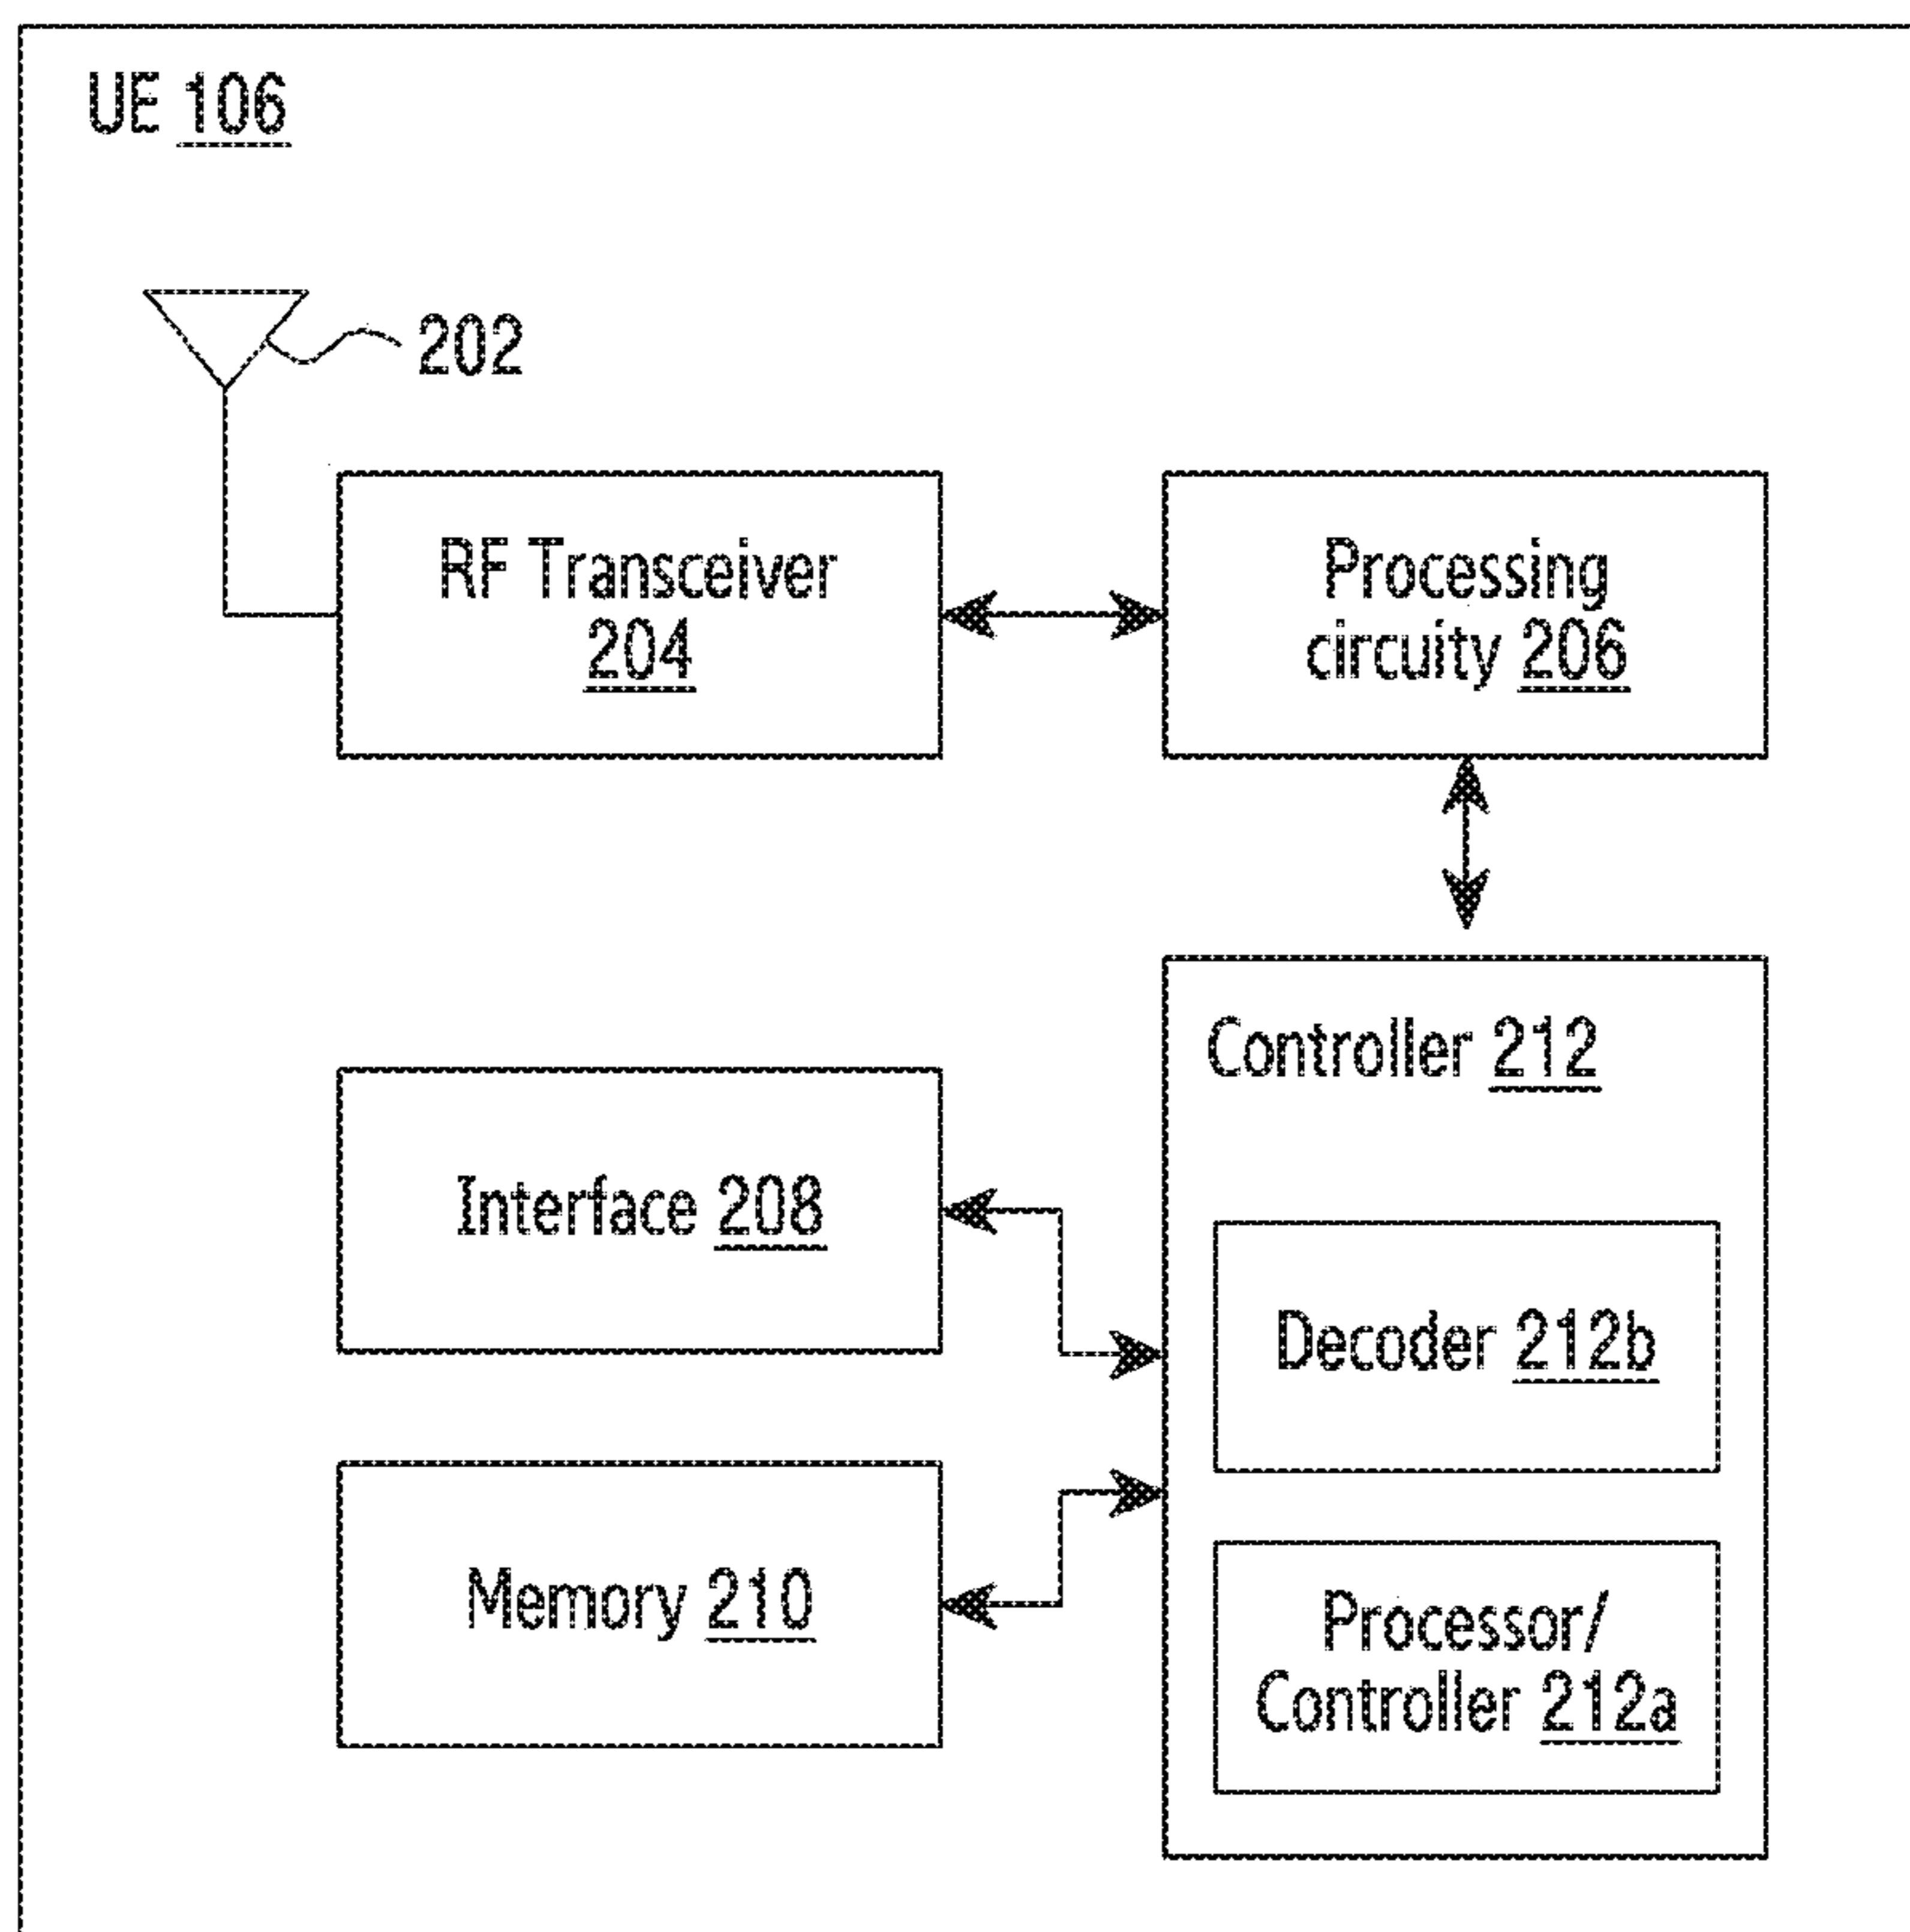 UE 106
202
RF Transceiver
204
Processing
circuity 206
Controller 212
Interface 208
Decoder 212b
Memory 210
Processor/
Controller 212a